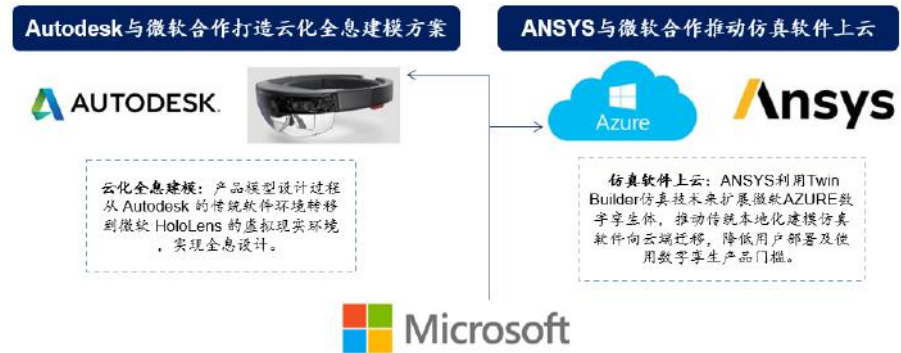 Autodesk与微软合作打造云化全息建模方案
ANSYS与微软合作推动仿真软件上云
AUTODESK.
Azure
Ansys
云化全息建模：产品模型设计过程
从 Autodesk 的传统软件环境转移
到微软 HoloLens 的虚拟现实环境
，实现全息设计。
仿真软件上云：ANSYS利用Twin
Builder仿真技术来扩展微软AZURE数
字孪生体，推动传统本地化建模仿真
软件向云端迁移，降低用户部署及使
用数字孪生产品门槛。
Microsoft